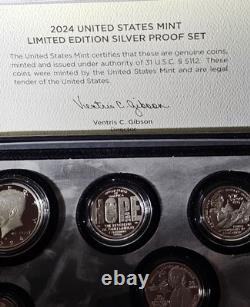 2024 UNITED STATES MINT
LIMITED EDITION SILVER PROOF SET
The United States Mint certifies that these are genuine coins,
minted and issued under authority of 31 U.S.C. § 5112. These
coins were minted by the United States Mint and are legal
tender of the United States.
Ventris C. Gibson
Ventris C. Gibson
Director
HOPE